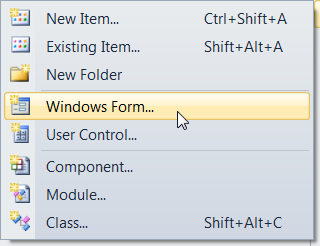 New Item... Ctrl+Shift+A
Existing Item... Shift+Alt+A
New Folder
Windows Form...
User Control...
Component...
Module...
Class... Shift+Alt+C